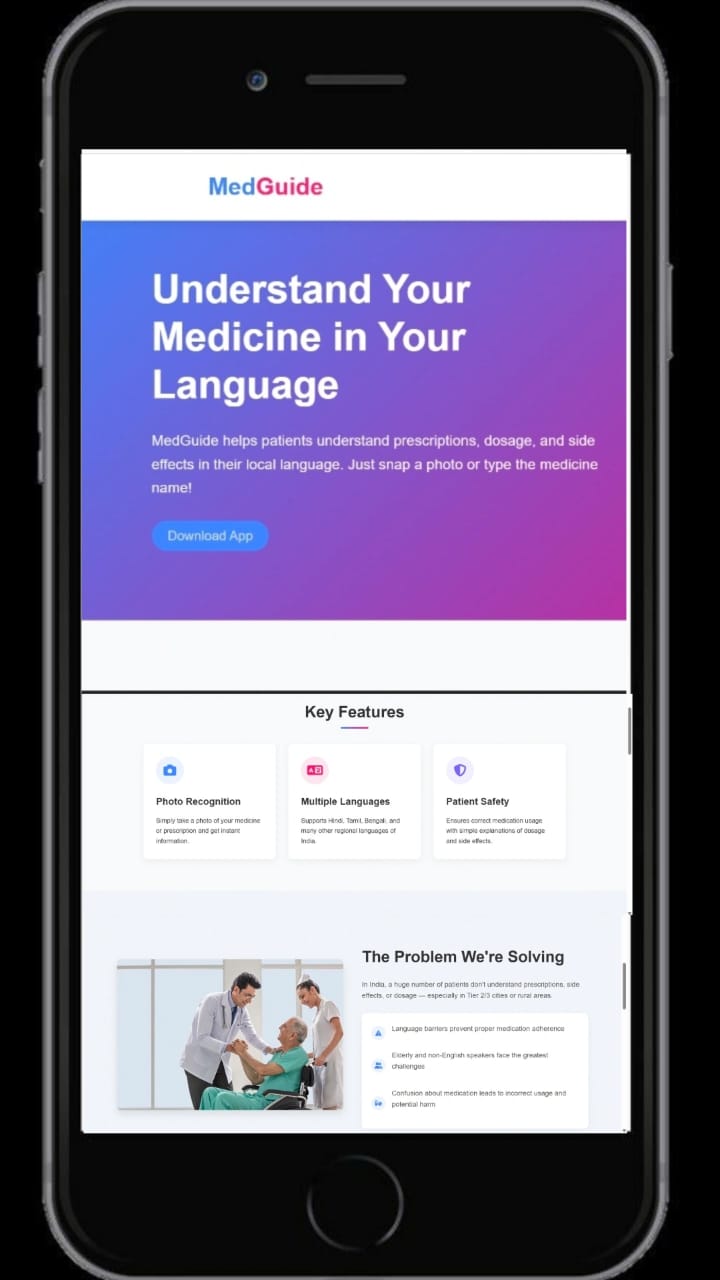 MedGuide
Understand Your
Medicine in Your
Language
MedGuide helps patients understand prescriptions, dosage, and side
effects in their local language. Just snap a photo or type the medicine
name!
Download App
Key Features
Photo Recognition
Simply take a photo of your medicine
or prescription and get instant
information.
Multiple Languages
Supports Hindi, Tamil, Bengali, and
many other regional languages of
India.
Patient Safety
Ensures correct medication usage
with simple explanations of dosage
and side effects.
The Problem We're Solving
In India, a huge number of patients don't understand prescriptions, side
effects, or dosage — especially in Tier 2/3 cities or rural areas.
Language barriers prevent proper medication adherence
Elderly and non-English speakers face the greatest
challenges
Confusion about medication leads to incorrect usage and
potential harm